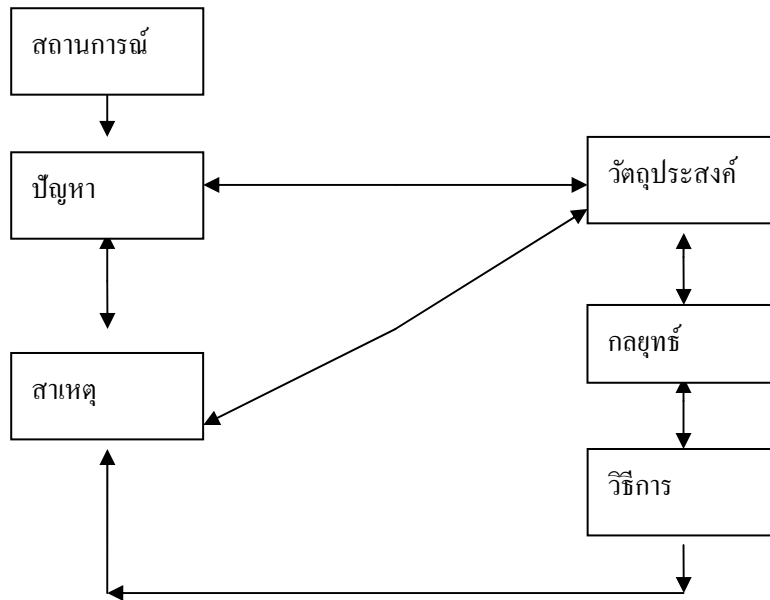 สถานการณ์
ปัญหา
วัตถุประสงค์
กลยุทธ์
สาเหตุ
วิธีการ